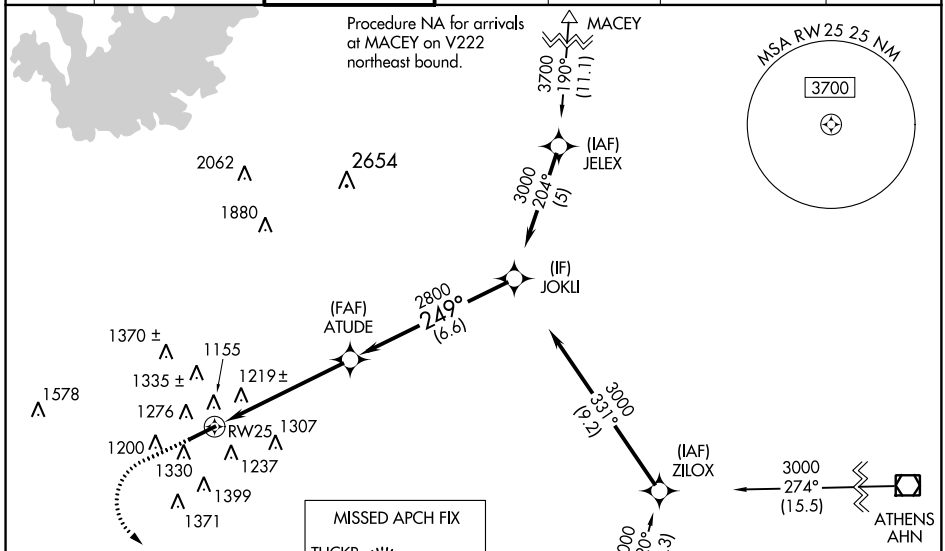 Procedure NA for arrivals
at MACEY on V222
northeast bound.
MACEY
3700
190°
(11.1)
MSA RW25 25 NM
3700
(IAF)
JELEX
2062
2654
1880
3000
204°
(5)
(IF)
JOKLI
2800
249°
(6.6)
(FAF)
ATUDE
1370 ±
1155
1335 ±
1219 ±
1578
1276
RW25
1307
1200
1330
1237
1399
1371
3000
331°
(9.2)
(IAF)
ZILOX
3000
274°
(15.5)
ATHENS
AHN
MISSED APCH FIX